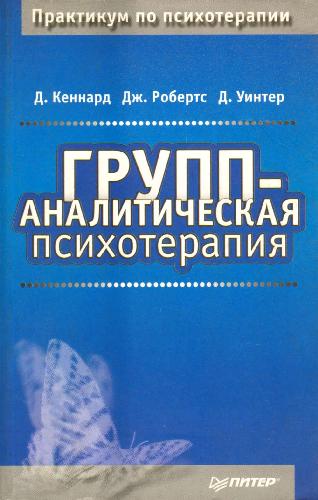 Практикум по психотерапии
Д. Кеннард Дж. Робертс Д. Уинтер
ГРУПП-
АНАЛИТИЧЕСКАЯ
ПСИХОТЕРАПИЯ
ПИТЕР®